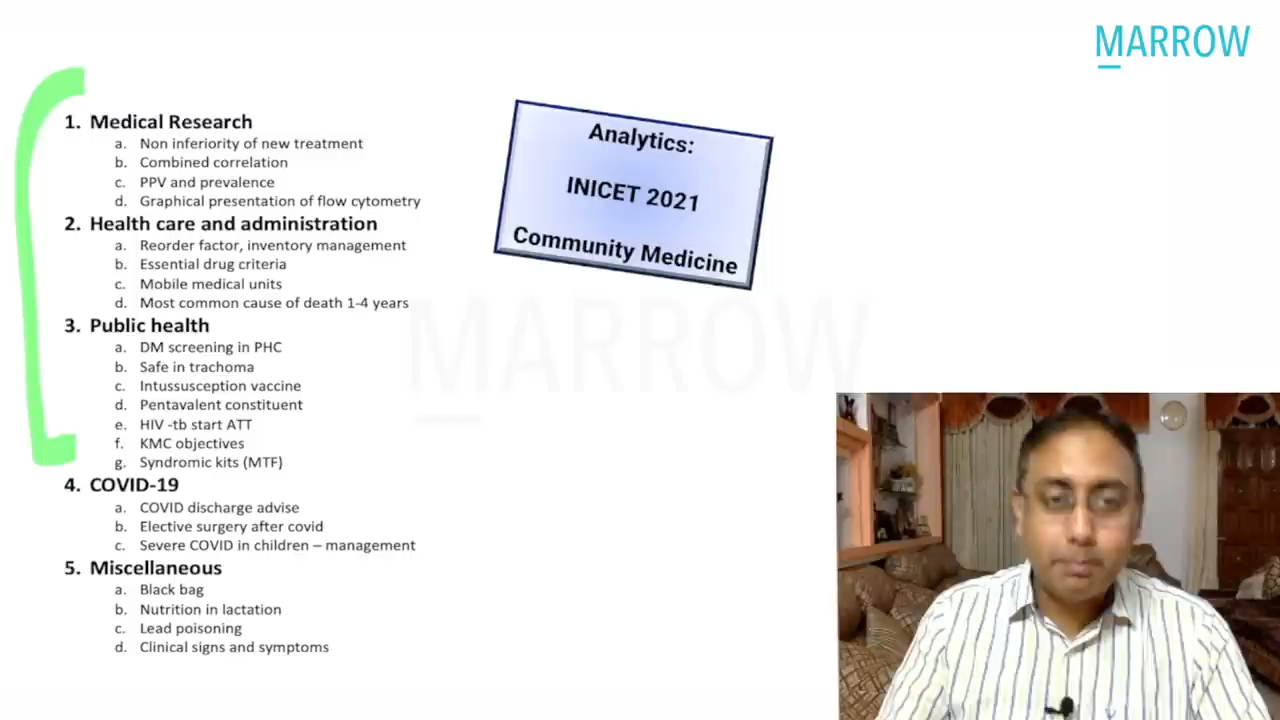 MARROW
1. Medical Research
a. Non inferiority of new treatment
b. Combined correlation
c. PPV and prevalence
d. Graphical presentation of flow cytometry
2. Health care and administration
a. Reorder factor, inventory management
b. Essential drug criteria
c. Mobile medical units
d. Most common cause of death 1-4 years
3. Public health
a. DM screening in PHC
b. Safe in trachoma
c. Intussusception vaccine
d. Pentavalent constituent
e. HIV -tb start ATT
f. KMC objectives
g. Syndromic kits (MTF)
4. COVID-19
a. COVID discharge advise
b. Elective surgery after covid
c. Severe COVID in children – management
5. Miscellaneous
a. Black bag
b. Nutrition in lactation
c. Lead poisoning
d. Clinical signs and symptoms
Analytics:
INICET 2021
Community Medicine
MARROW